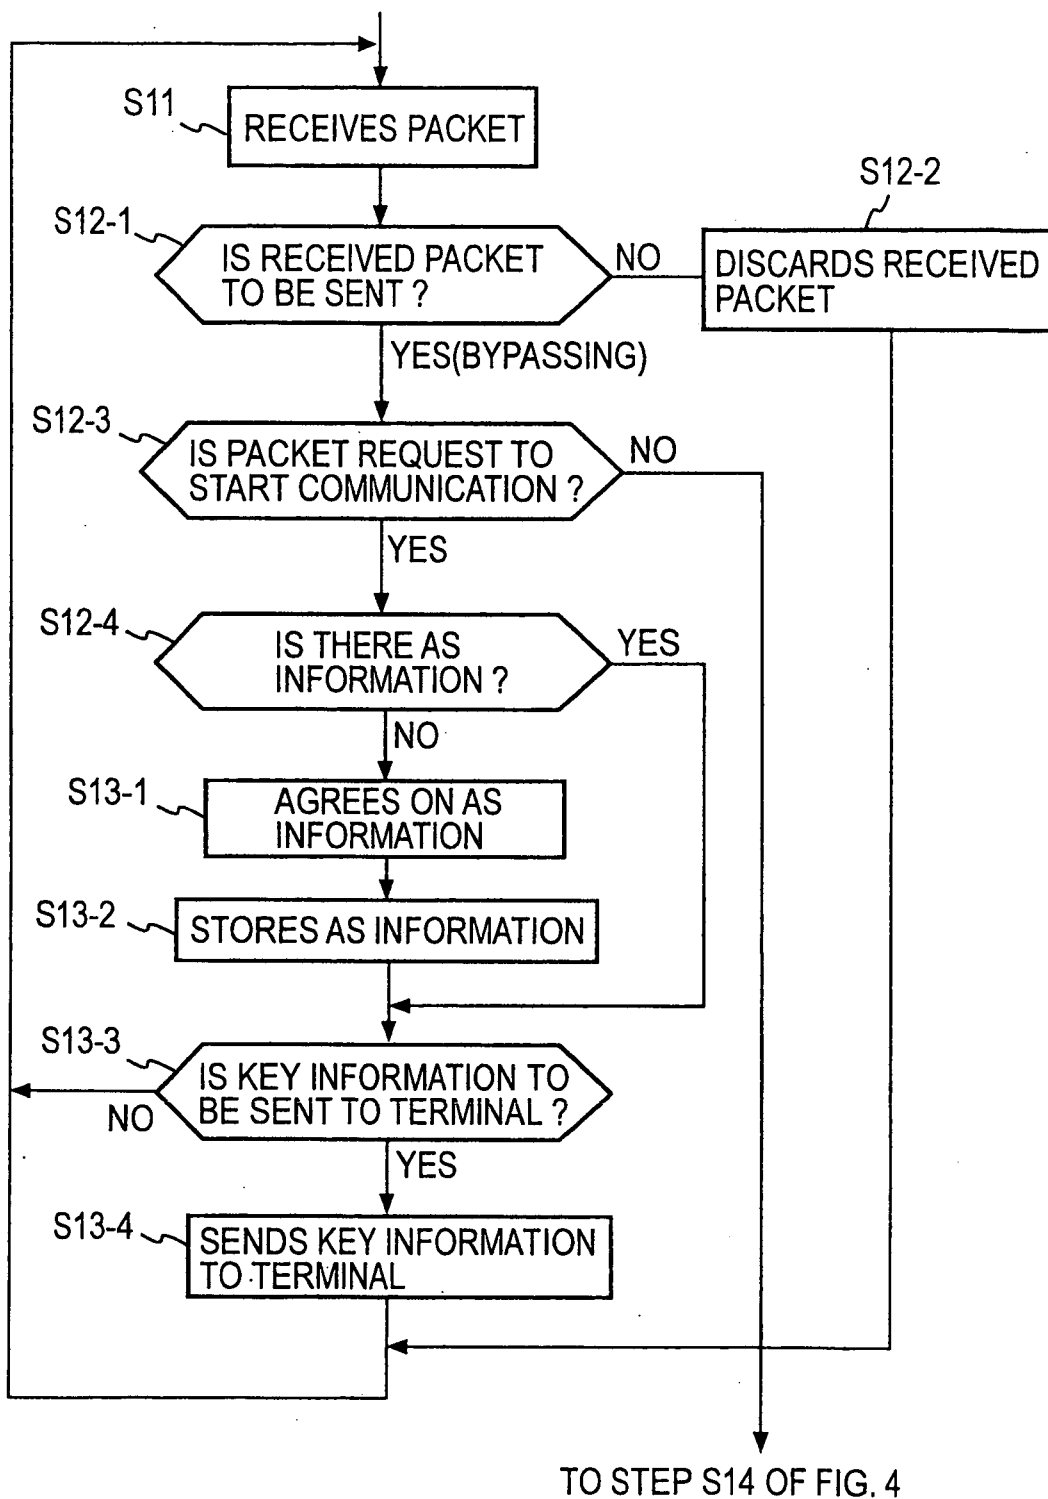 S11
RECEIVES PACKET
S12-1
IS RECEIVED PACKET
TO BE SENT ?
NO
S12-2
DISCARDS RECEIVED
PACKET
YES(BYPASSING)
S12-3
IS PACKET REQUEST TO
START COMMUNICATION ?
NO
YES
S12-4
IS THERE AS
INFORMATION ?
YES
NO
S13-1
AGREES ON AS
INFORMATION
S13-2
STORES AS INFORMATION
S13-3
IS KEY INFORMATION TO
BE SENT TO TERMINAL ?
NO
YES
S13-4
SENDS KEY INFORMATION
TO TERMINAL
TO STEP S14 OF FIG. 4